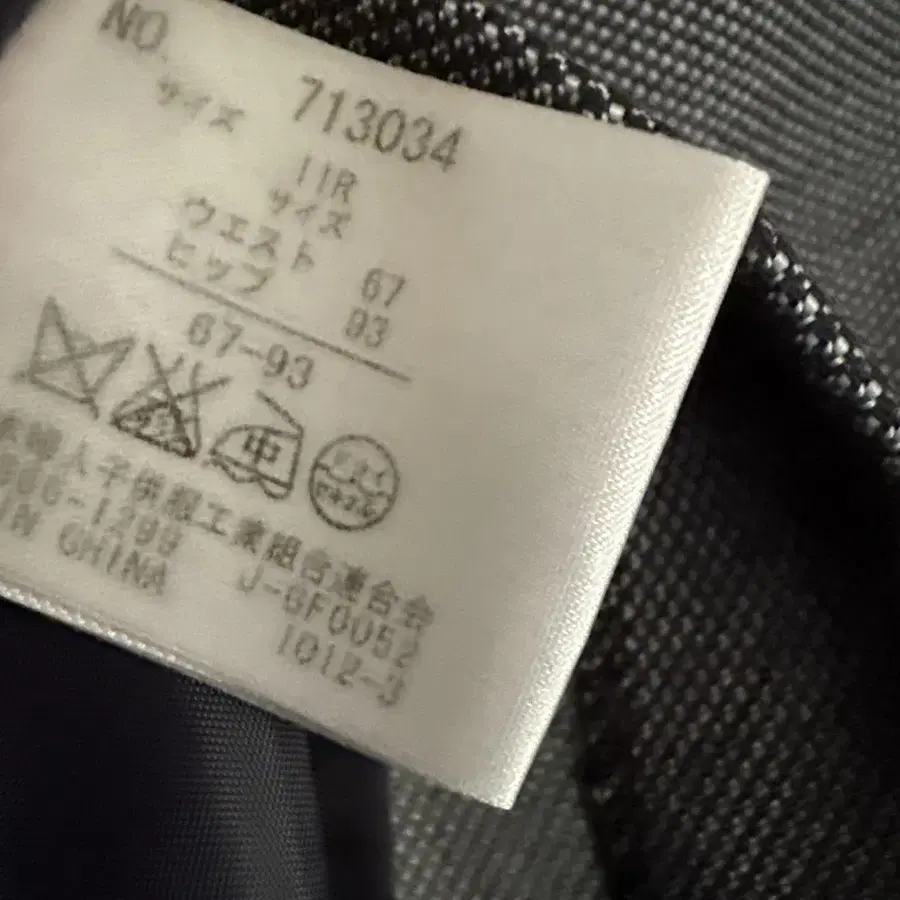 NO. 713034
サイズ 11R
サイズ
ウエスト 67
ヒップ 93
67-93
中
人子供服工業組合連合会
J-GF0052
IN CHINA
1012-3